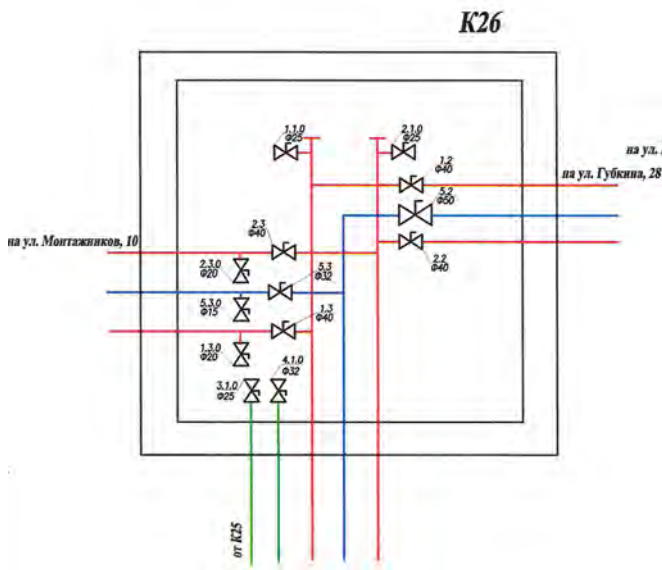 К26
1.1.0
Ф25
2.1.0
Ф25
на ул.
1.2
Ф40
на ул. Губкина, 28
5.2
Ф50
на ул. Монтажников, 10
2.3
Ф40
2.2
Ф40
2.3.0
Ф20
5.3
Ф32
5.3.0
Ф15
1.3
Ф40
1.3.0
Ф20
4.1.0
Ф32
3.1.0
Ф25
от К25